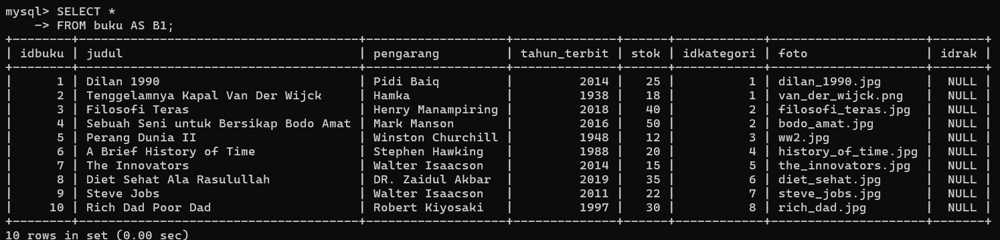 mysql> SELECT *
    -> FROM buku AS B1;
+--------+---------------------------------------+-------------------+--------------+------+------------+---------------------+-------+
| idbuku | judul                                 | pengarang         | tahun_terbit | stok | idkategori | foto                | idrak |
+--------+---------------------------------------+-------------------+--------------+------+------------+---------------------+-------+
|      1 | Dilan 1990                            | Pidi Baiq         |         2014 |   25 |          1 | dilan_1990.jpg      |  NULL |
|      2 | Tenggelamnya Kapal Van Der Wijck      | Hamka             |         1938 |   18 |          1 | van_der_wijck.png   |  NULL |
|      3 | Filosofi Teras                        | Henry Manampiring |         2018 |   40 |          2 | filosofi_teras.jpg  |  NULL |
|      4 | Sebuah Seni untuk Bersikap Bodo Amat  | Mark Manson       |         2016 |   50 |          2 | bodo_amat.jpg       |  NULL |
|      5 | Perang Dunia II                       | Winston Churchill |         1948 |   12 |          3 | ww2.jpg             |  NULL |
|      6 | A Brief History of Time               | Stephen Hawking   |         1988 |   20 |          4 | history_of_time.jpg |  NULL |
|      7 | The Innovators                        | Walter Isaacson   |         2014 |   15 |          5 | the_innovators.jpg  |  NULL |
|      8 | Diet Sehat Ala Rasulullah             | DR. Zaidul Akbar  |         2019 |   35 |          6 | diet_sehat.jpg      |  NULL |
|      9 | Steve Jobs                            | Walter Isaacson   |         2011 |   22 |          7 | steve_jobs.jpg      |  NULL |
|     10 | Rich Dad Poor Dad                     | Robert Kiyosaki   |         1997 |   30 |          8 | rich_dad.jpg        |  NULL |
+--------+---------------------------------------+-------------------+--------------+------+------------+---------------------+-------+
10 rows in set (0.00 sec)